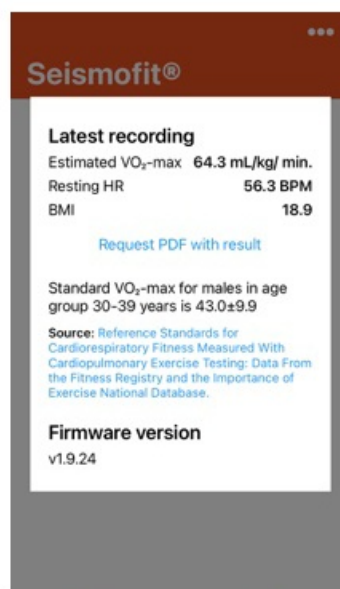 Seismofit®
Latest recording
Estimated VO₂-max 64.3 mL/kg/ min.
Resting HR 56.3 BPM
BMI 18.9
Request PDF with result
Standard VO₂-max for males in age
group 30-39 years is 43.0±9.9
Source: Reference Standards for
Cardiorespiratory Fitness Measured With
Cardiopulmonary Exercise Testing: Data From
the Fitness Registry and the Importance of
Exercise National Database.
Firmware version
v1.9.24